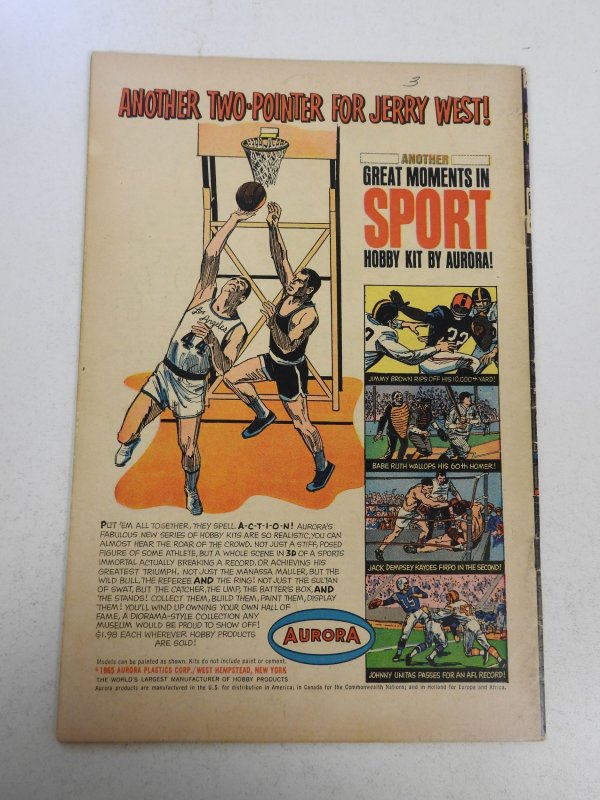 3
ANOTHER TWO-POINTER FOR JERRY WEST!
ANOTHER
GREAT MOMENTS IN
SPORT
HOBBY KIT BY AURORA!
Los Angeles
44
32
JIMMY BROWN RIPS OFF HIS 10,000TH YARD!
BABE RUTH WALLOPS HIS 60TH HOMER!
JACK DEMPSEY KAYOES FIRPO IN THE SECOND!
19
JOHNNY UNITAS PASSES FOR AN AFL RECORD!
PUT 'EM ALL TOGETHER, THEY SPELL A-C-T-I-O-N! AURORA'S
FABULOUS NEW SERIES OF HOBBY KITS ARE SO REALISTIC, YOU CAN
ALMOST HEAR THE ROAR OF THE CROWD. NOT JUST A STIFF, POSED
FIGURE OF SOME ATHLETE, BUT A WHOLE SCENE IN 3D OF A SPORTS
IMMORTAL ACTUALLY BREAKING A RECORD, OR ACHIEVING HIS
GREATEST TRIUMPH. NOT JUST THE MANASSA MAULER, BUT THE
WILD BULL, THE REFEREE AND THE RING! NOT JUST THE SULTAN
OF SWAT, BUT THE CATCHER, THE UMP, THE BATTER'S BOX, AND
THE STANDS! COLLECT THEM, BUILD THEM, PAINT THEM, DISPLAY
THEM! YOU'LL WIND UP OWNING YOUR OWN HALL OF
FAME, A DIORAMA-STYLE COLLECTION ANY
MUSEUM WOULD BE PROUD TO SHOW OFF!
$1.98 EACH WHEREVER HOBBY PRODUCTS
ARE SOLD!
AURORA
Models can be painted as shown. Kits do not include paint or cement.
©1965 AURORA PLASTICS CORP./WEST HEMPSTEAD, NEW YORK
THE WORLD'S LARGEST MANUFACTURER OF HOBBY PRODUCTS
Aurora products are manufactured in the U.S. for distribution in America; in Canada for the Commonwealth Nations; and in Holland for Europe and Africa.